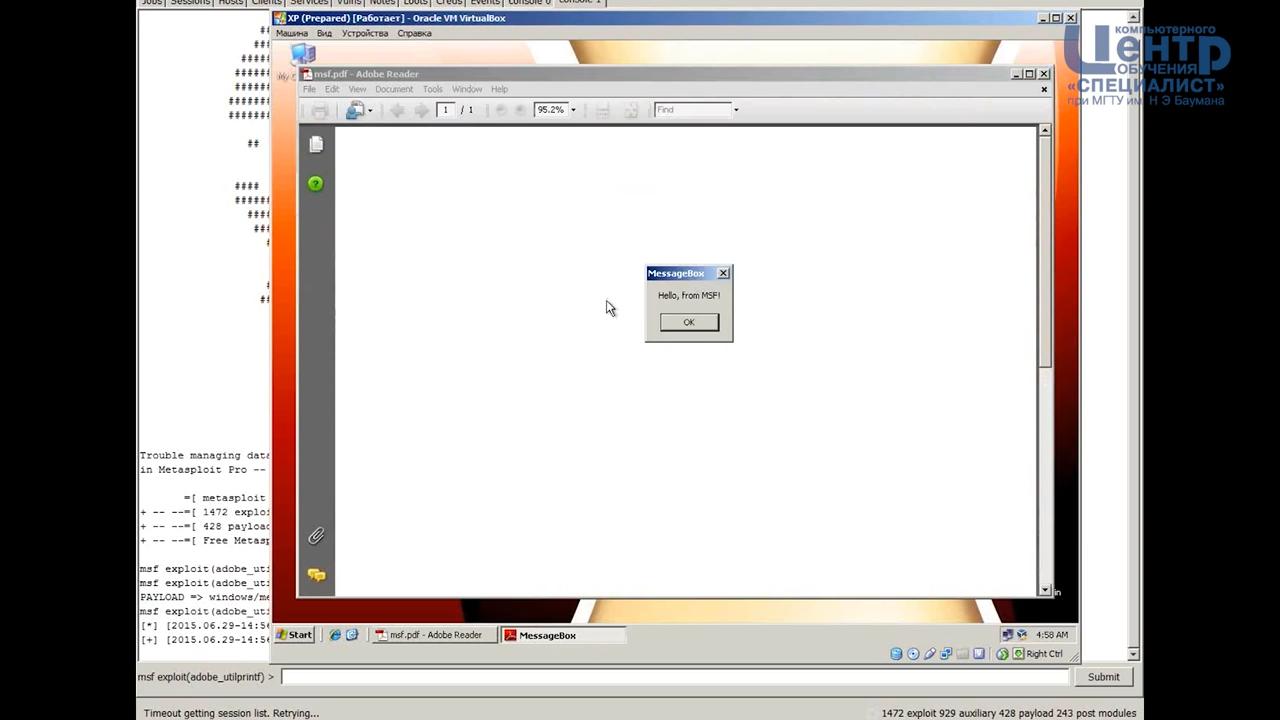 Jobs Sessions Hosts Clients Services Vulns Notes Loots Creds Events console 0 console 1
XP (Prepared) [Работает] - Oracle VM VirtualBox
Машина Вид Устройства Справка
компьютерного
Центр
ОБУЧЕНИЯ
«СПЕЦИАЛИСТ»
при МГТУ им. Н Э Баумана
My
msf.pdf - Adobe Reader
File Edit View Document Tools Window Help
1 / 1 95.2% Find
##
###
####
#####
#####
######
#####
##
####
#####
###
##
#
#
##
MessageBox
Hello, from MSF!
OK
Trouble managing data
in Metasploit Pro --
=[ metasploit
+ -- --=[ 1472 exploi
+ -- --=[ 428 payload
+ -- --=[ Free Metasp
msf exploit(adobe_uti
msf exploit(adobe_uti
PAYLOAD => windows/me
msf exploit(adobe_uti
[*] [2015.06.29-14:56
[+] [2015.06.29-14:56
in
Start msf.pdf - Adobe Reader MessageBox 4:58 AM
Right Ctrl
msf exploit(adobe_utilprintf) > Submit
Timeout getting session list. Retrying... 1472 exploit 929 auxiliary 428 payload 243 post modules